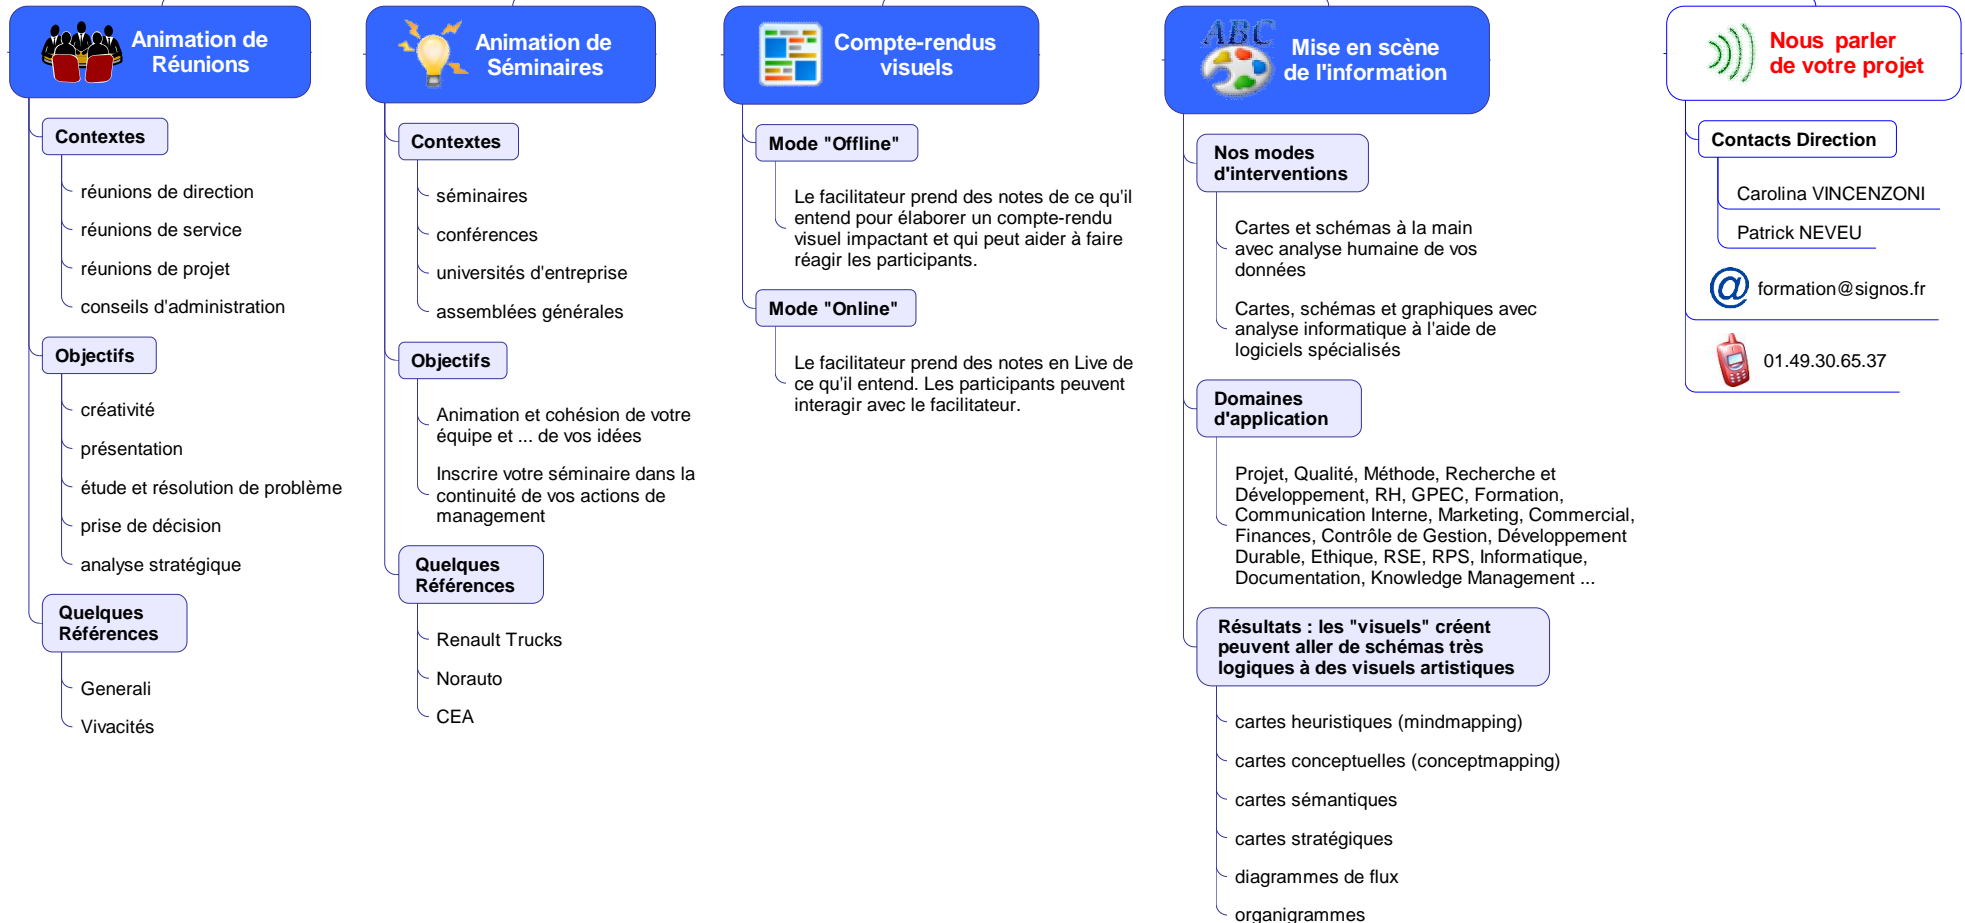 Animation de
Réunions
Contextes
réunions de direction
réunions de service
réunions de projet
conseils d'administration
Objectifs
créativité
présentation
étude et résolution de problème
prise de décision
analyse stratégique
Quelques
Références
Generali
Vivacités
Animation de
Séminaires
Contextes
séminaires
conférences
universités d'entreprise
assemblées générales
Objectifs
Animation et cohésion de votre
équipe et ... de vos idées
Inscrire votre séminaire dans la
continuité de vos actions de
management
Quelques
Références
Renault Trucks
Norauto
CEA
Compte-rendus
visuels
Mode "Offline"
Le facilitateur prend des notes de ce qu'il
entend pour élaborer un compte-rendu
visuel impactant et qui peut aider à faire
réagir les participants.
Mode "Online"
Le facilitateur prend des notes en Live de
ce qu'il entend. Les participants peuvent
interagir avec le facilitateur.
ABC
Mise en scène
de l'information
Nos modes
d'interventions
Cartes et schémas à la main
avec analyse humaine de vos
données
Cartes, schémas et graphiques avec
analyse informatique à l'aide de
logiciels spécialisés
Domaines
d'application
Projet, Qualité, Méthode, Recherche et
Développement, RH, GPEC, Formation,
Communication Interne, Marketing, Commercial,
Finances, Contrôle de Gestion, Développement
Durable, Ethique, RSE, RPS, Informatique,
Documentation, Knowledge Management ...
Résultats : les "visuels" créent
peuvent aller de schémas très
logiques à des visuels artistiques
cartes heuristiques (mindmapping)
cartes conceptuelles (conceptmapping)
cartes sémantiques
cartes stratégiques
diagrammes de flux
organigrammes
Nous parler
de votre projet
Contacts Direction
Carolina VINCENZONI
Patrick NEVEU
@ formation@signos.fr
01.49.30.65.37